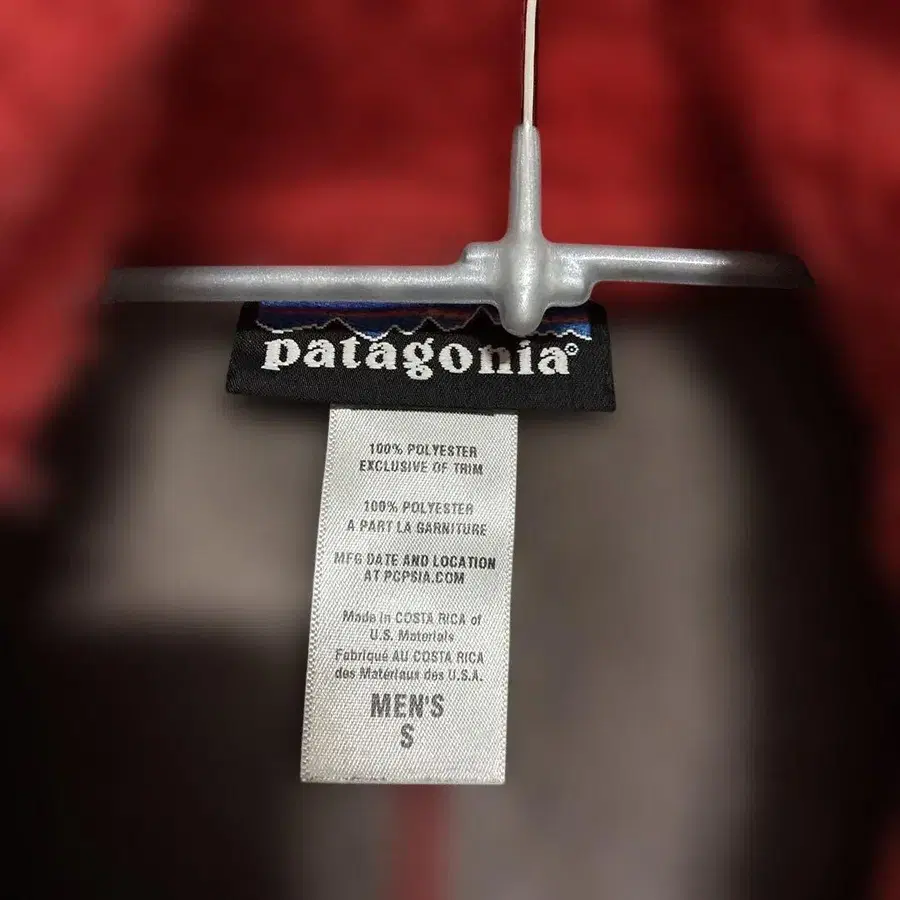 patagonia®
100% POLYESTER
EXCLUSIVE OF TRIM
100% POLYESTER
A PART LA GARNITURE
MFG DATE AND LOCATION
AT PCPSIA.COM
Made in COSTA RICA of
U.S. Materials
Fabriqué AU COSTA RICA
des Matériaux des U.S.A.
MEN'S
S